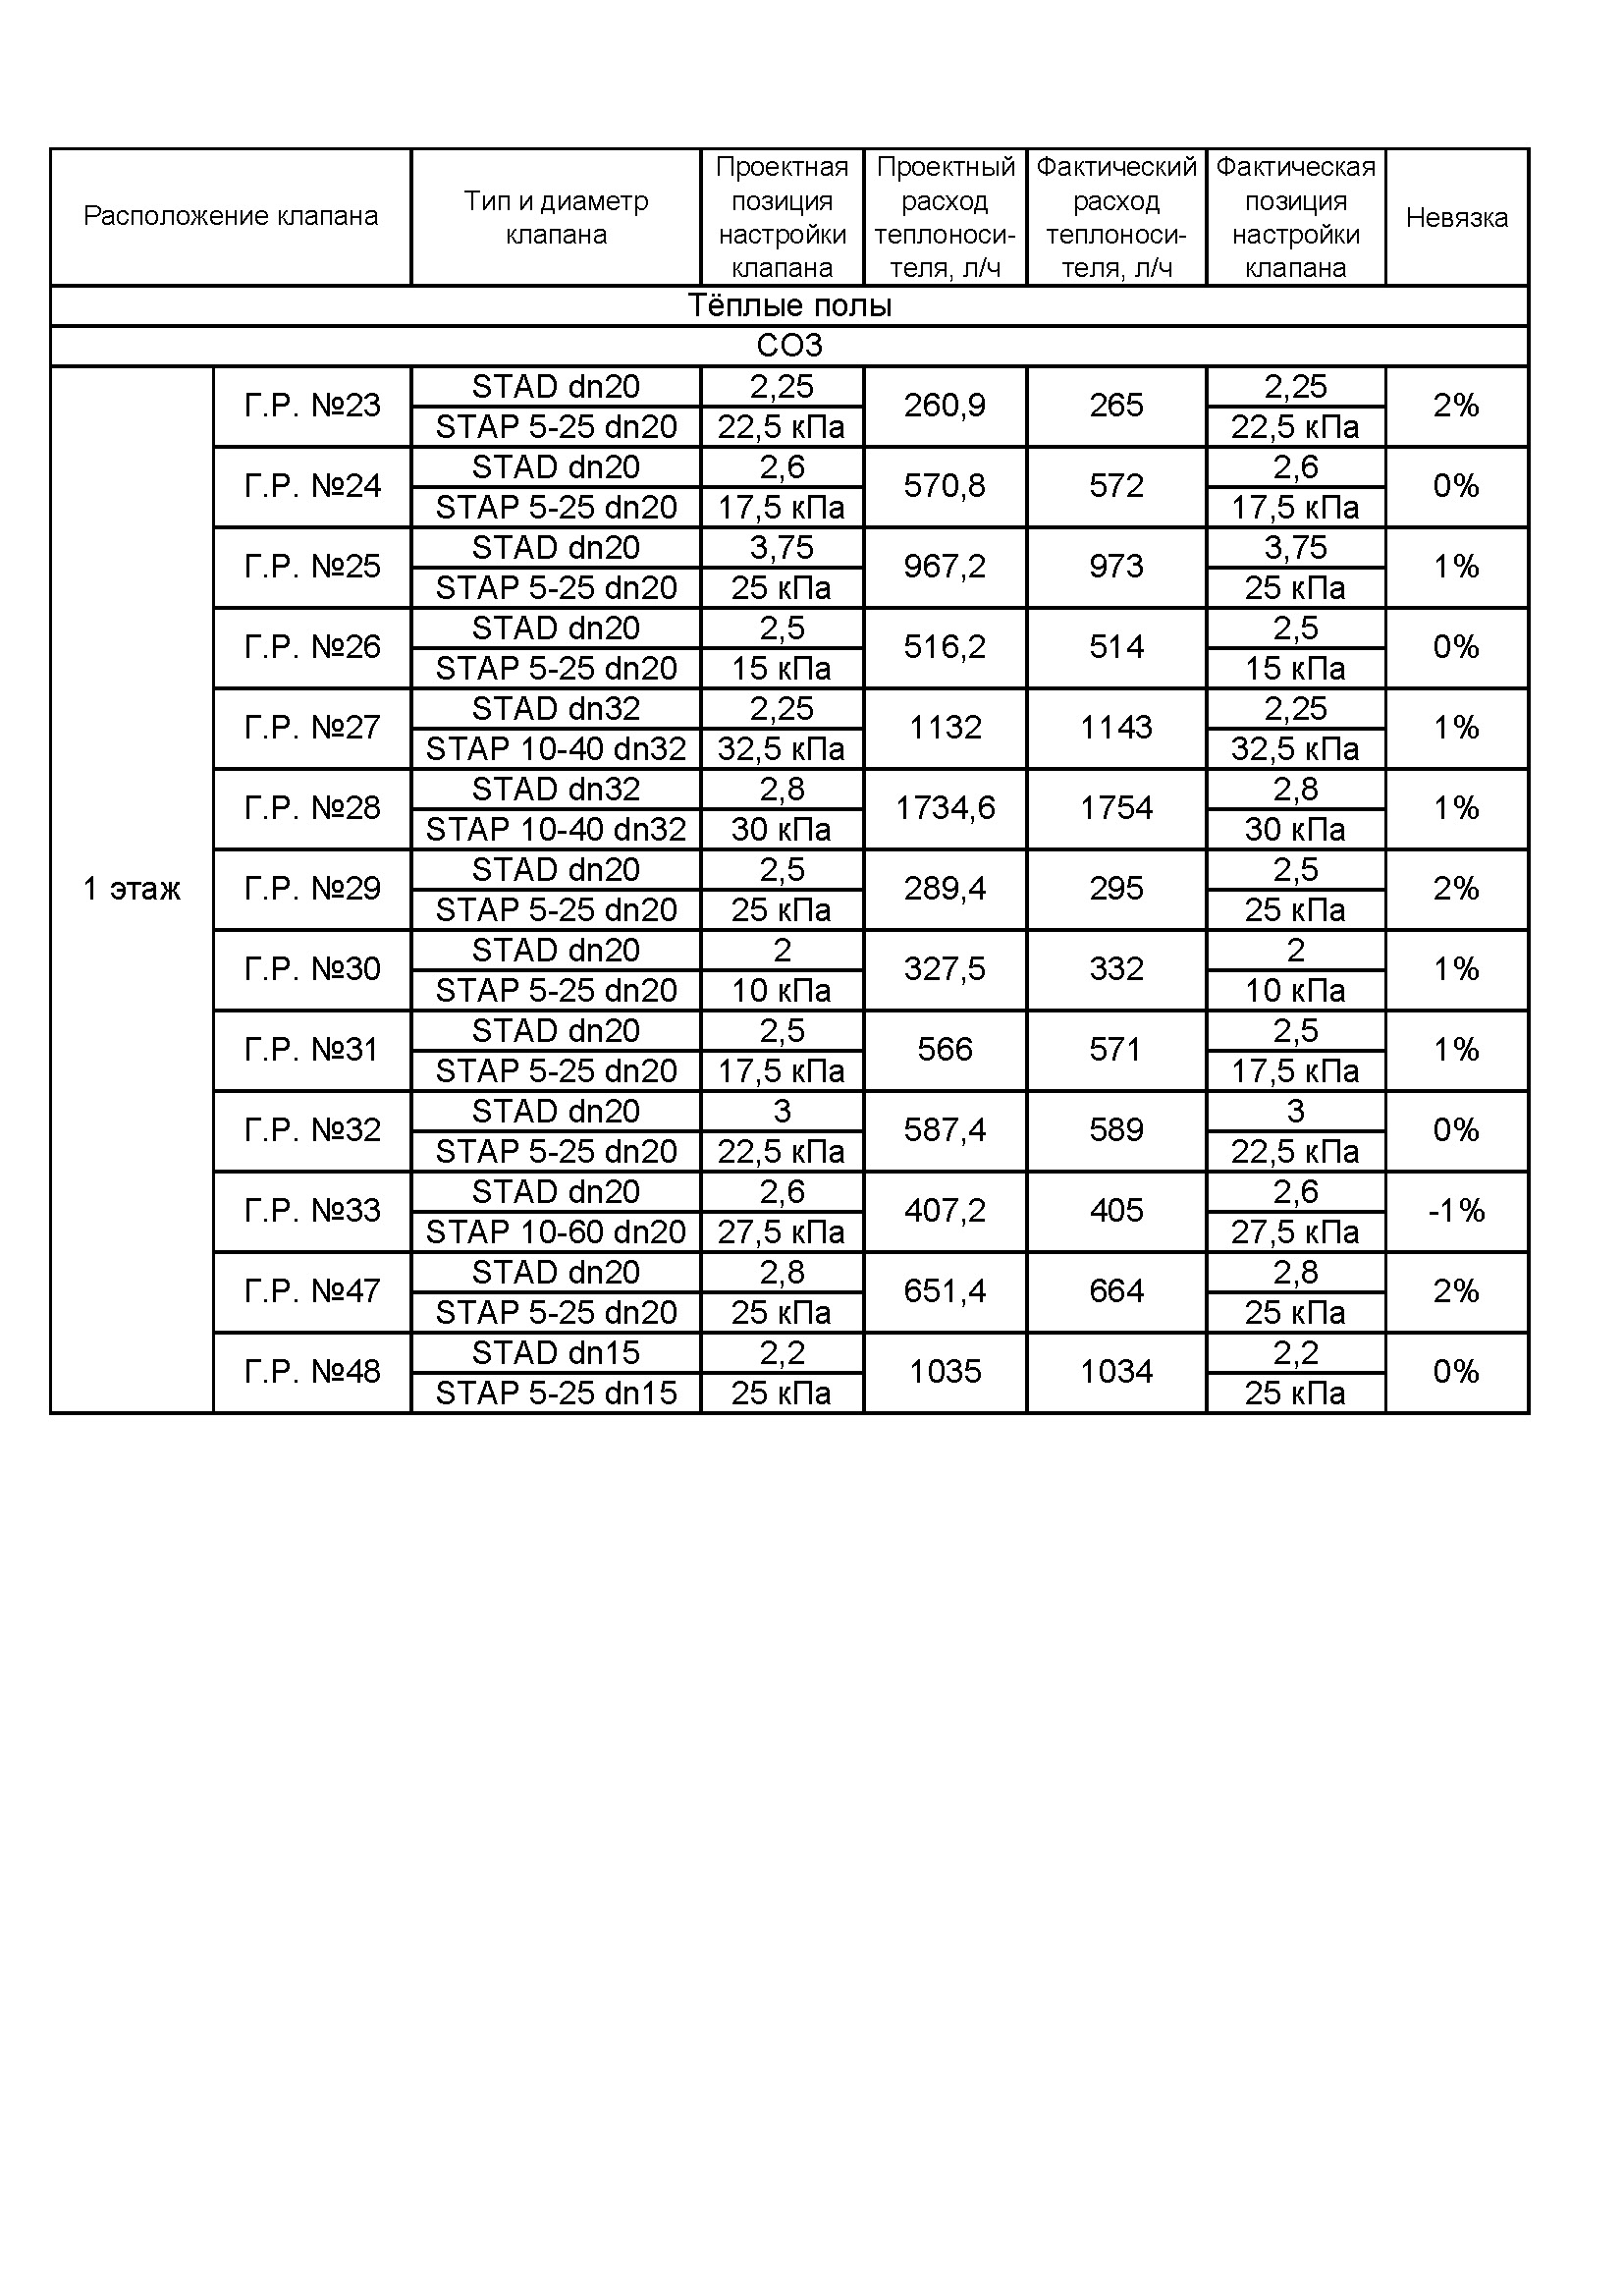 Расположение клапана
Тип и диаметр
клапана
Проектная
позиция
настройки
клапана
Проектный
расход
теплоноси-
теля, л/ч
Фактический
расход
теплоноси-
теля, л/ч
Фактическая
позиция
настройки
клапана
Невязка
Тёплые полы
СО3
1 этаж
Г.Р. №23
STAD dn20
2,25
260,9
265
2,25
2%
STAP 5-25 dn20
22,5 кПа
22,5 кПа
Г.Р. №24
STAD dn20
2,6
570,8
572
2,6
0%
STAP 5-25 dn20
17,5 кПа
17,5 кПа
Г.Р. №25
STAD dn20
3,75
967,2
973
3,75
1%
STAP 5-25 dn20
25 кПа
25 кПа
Г.Р. №26
STAD dn20
2,5
516,2
514
2,5
0%
STAP 5-25 dn20
15 кПа
15 кПа
Г.Р. №27
STAD dn32
2,25
1132
1143
2,25
1%
STAP 10-40 dn32
32,5 кПа
32,5 кПа
Г.Р. №28
STAD dn32
2,8
1734,6
1754
2,8
1%
STAP 10-40 dn32
30 кПа
30 кПа
Г.Р. №29
STAD dn20
2,5
289,4
295
2,5
2%
STAP 5-25 dn20
25 кПа
25 кПа
Г.Р. №30
STAD dn20
2
327,5
332
2
1%
STAP 5-25 dn20
10 кПа
10 кПа
Г.Р. №31
STAD dn20
2,5
566
571
2,5
1%
STAP 5-25 dn20
17,5 кПа
17,5 кПа
Г.Р. №32
STAD dn20
3
587,4
589
3
0%
STAP 5-25 dn20
22,5 кПа
22,5 кПа
Г.Р. №33
STAD dn20
2,6
407,2
405
2,6
-1%
STAP 10-60 dn20
27,5 кПа
27,5 кПа
Г.Р. №47
STAD dn20
2,8
651,4
664
2,8
2%
STAP 5-25 dn20
25 кПа
25 кПа
Г.Р. №48
STAD dn15
2,2
1035
1034
2,2
0%
STAP 5-25 dn15
25 кПа
25 кПа